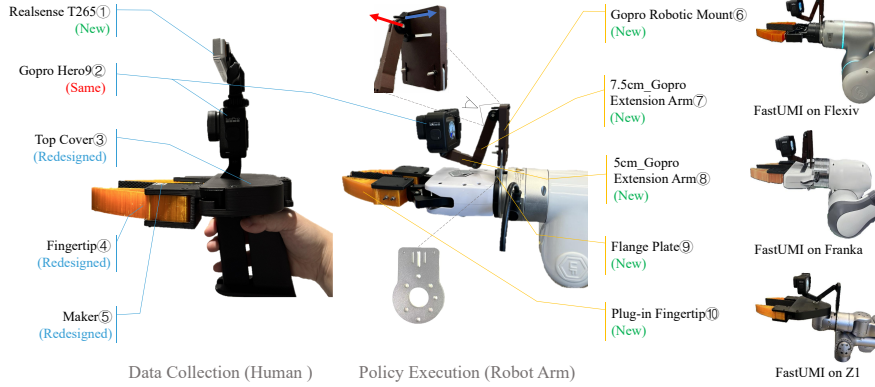 Realsense T265①
(New)
Gopro Hero9②
(Same)
Top Cover③
(Redesigned)
Fingertip④
(Redesigned)
Maker⑤
(Redesigned)
Data Collection (Human )
Gopro Robotic Mount⑥
(New)
7.5cm_Gopro
Extension Arm⑦
(New)
5cm_Gopro
Extension Arm⑧
(New)
Flange Plate⑨
(New)
Plug-in Fingertip⑩
(New)
Policy Execution (Robot Arm)
FastUMI on Flexiv
FastUMI on Franka
FastUMI on Z1